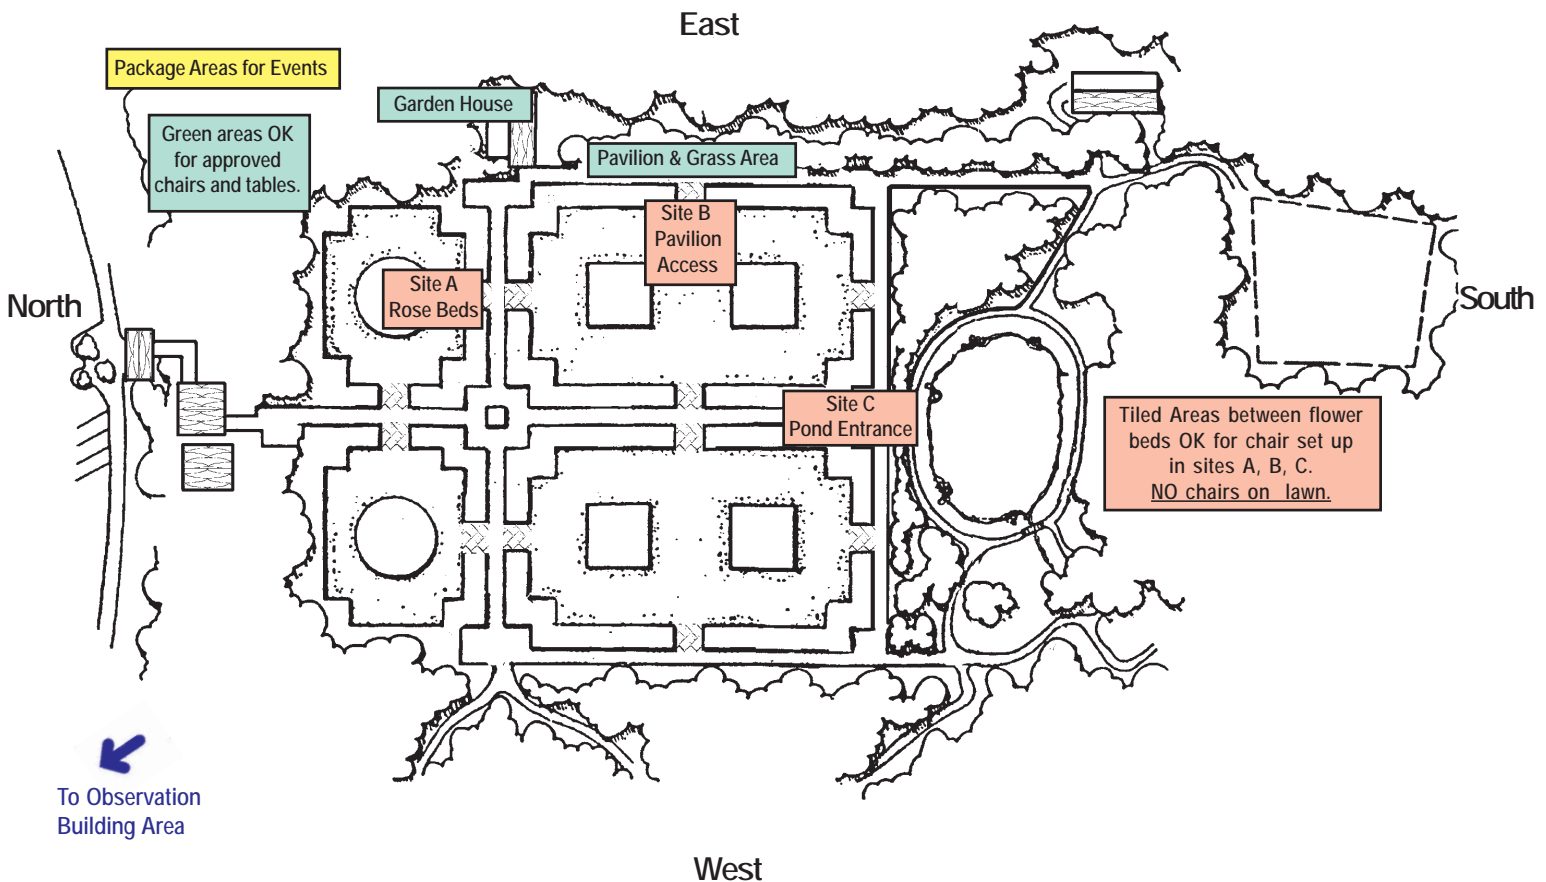 East
Package Areas for Events
Garden House
Green areas OK
for approved
chairs and tables.
Pavilion & Grass Area
Site B
Pavilion
Access
Site A
Rose Beds
North
South
Site C
Pond Entrance
Tiled Areas between flower
beds OK for chair set up
in sites A, B, C.
NO chairs on lawn.
To Observation
Building Area
West